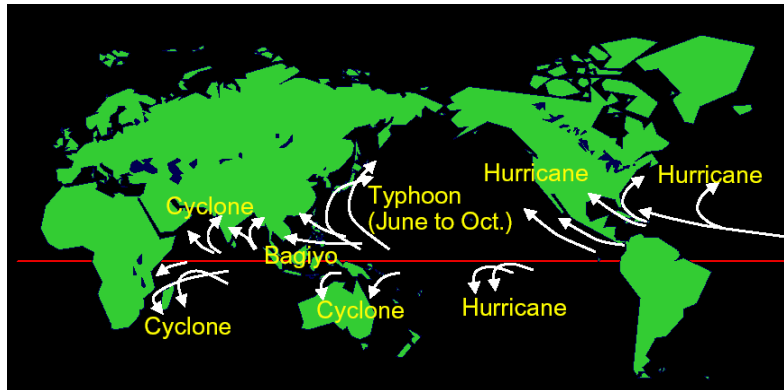 Hurricane
Hurricane
Cyclone
Typhoon
(June to Oct.)
Bagiyo
Cyclone
Cyclone
Hurricane